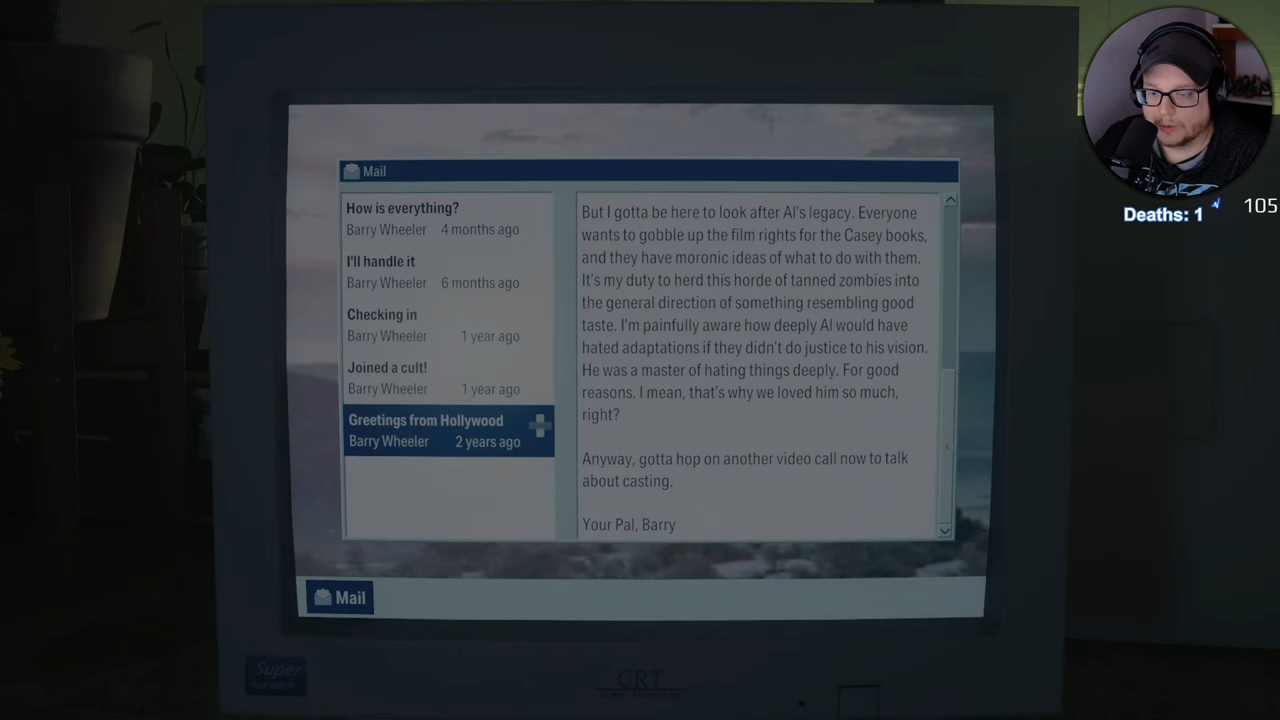 Mail
How is everything?
Barry Wheeler 4 months ago
I'll handle it
Barry Wheeler 6 months ago
Checking in
Barry Wheeler 1 year ago
Joined a cult!
Barry Wheeler 1 year ago
Greetings from Hollywood
Barry Wheeler 2 years ago
But I gotta be here to look after Al's legacy. Everyone
wants to gobble up the film rights for the Casey books,
and they have moronic ideas of what to do with them.
It's my duty to herd this horde of tanned zombies into
the general direction of something resembling good
taste. I'm painfully aware how deeply Al would have
hated adaptations if they didn't do justice to his vision.
He was a master of hating things deeply. For good
reasons. I mean, that's why we loved him so much,
right?
Anyway, gotta hop on another video call now to talk
about casting.
Your Pal, Barry
Mail
Super
fine pitch
CRT
Deaths: 1
105